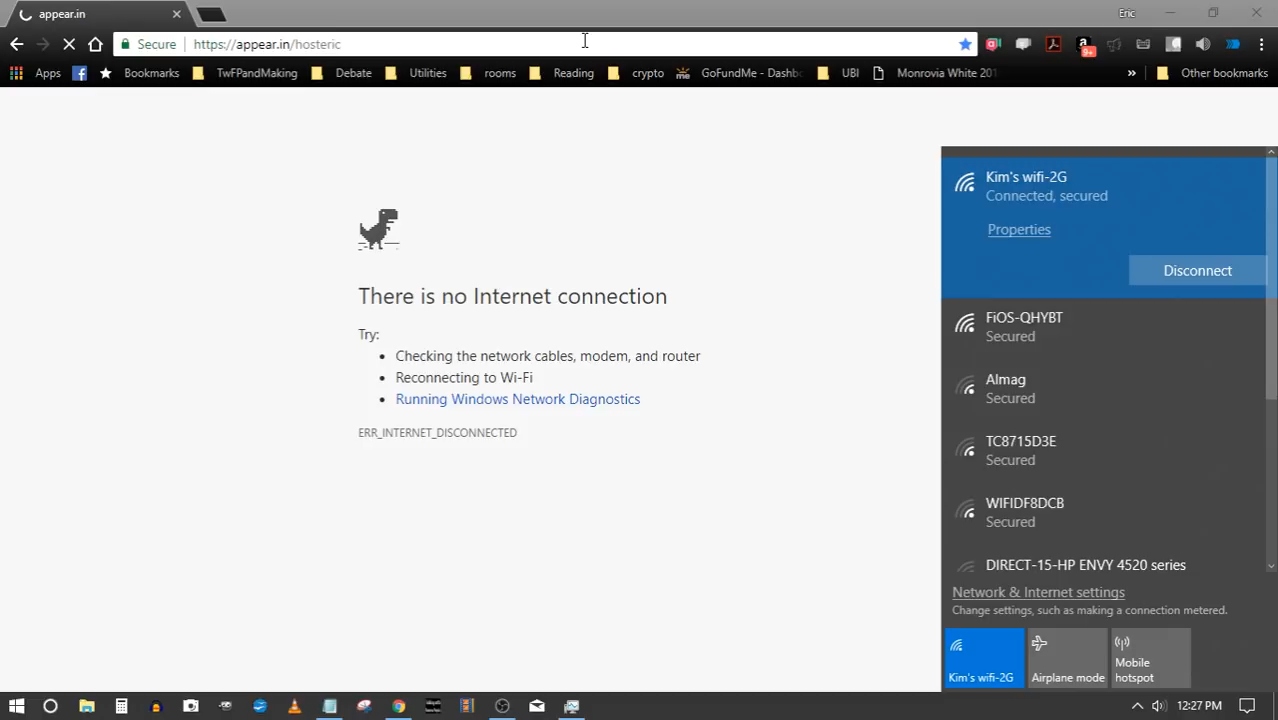 appear.in
Eric
Secure https://appear.in/hosteric
9+
Apps Bookmarks TwFPandMaking Debate Utilities rooms Reading crypto GoFundMe - Dashb UBI Monrovia White 201 » Other bookmarks
There is no Internet connection
Try:
• Checking the network cables, modem, and router
• Reconnecting to Wi-Fi
• Running Windows Network Diagnostics
ERR_INTERNET_DISCONNECTED
Kim's wifi-2G
Connected, secured
Properties
Disconnect
FiOS-QHYBT
Secured
Almag
Secured
TC8715D3E
Secured
WIFIDF8DCB
Secured
DIRECT-15-HP ENVY 4520 series
Network & Internet settings
Change settings, such as making a connection metered.
Kim's wifi-2G
Airplane mode
Mobile
hotspot
12:27 PM